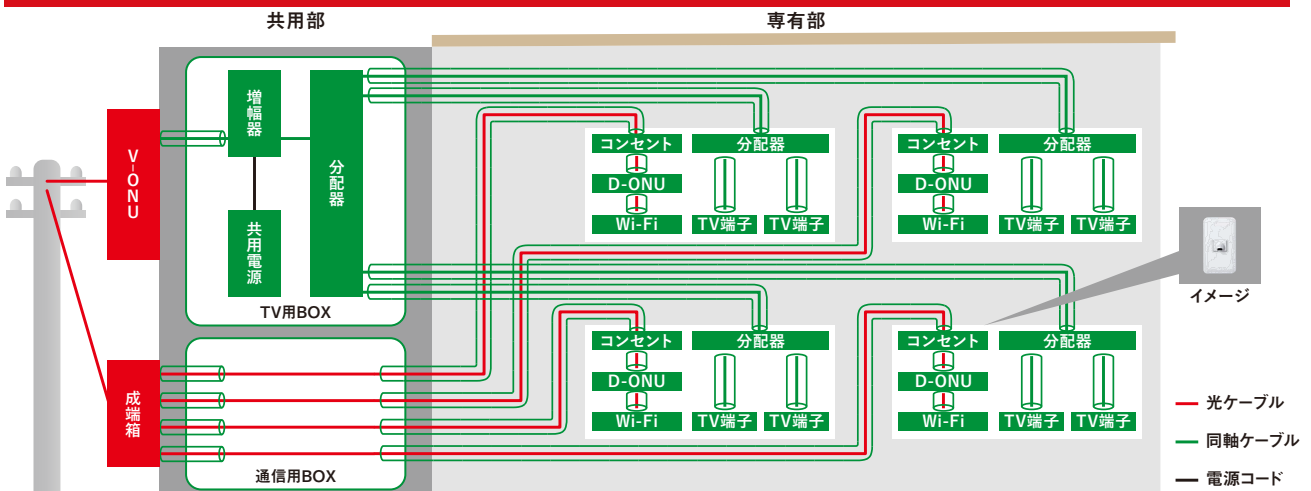 共用部
専有部
V-ONU
増幅器
共用電源
分配器
TV用BOX
成端箱
通信用BOX
コンセント
D-ONU
Wi-Fi
分配器
TV端子
TV端子
コンセント
D-ONU
Wi-Fi
分配器
TV端子
TV端子
コンセント
D-ONU
Wi-Fi
分配器
TV端子
TV端子
コンセント
D-ONU
Wi-Fi
分配器
TV端子
TV端子
イメージ
光ケーブル
同軸ケーブル
電源コード